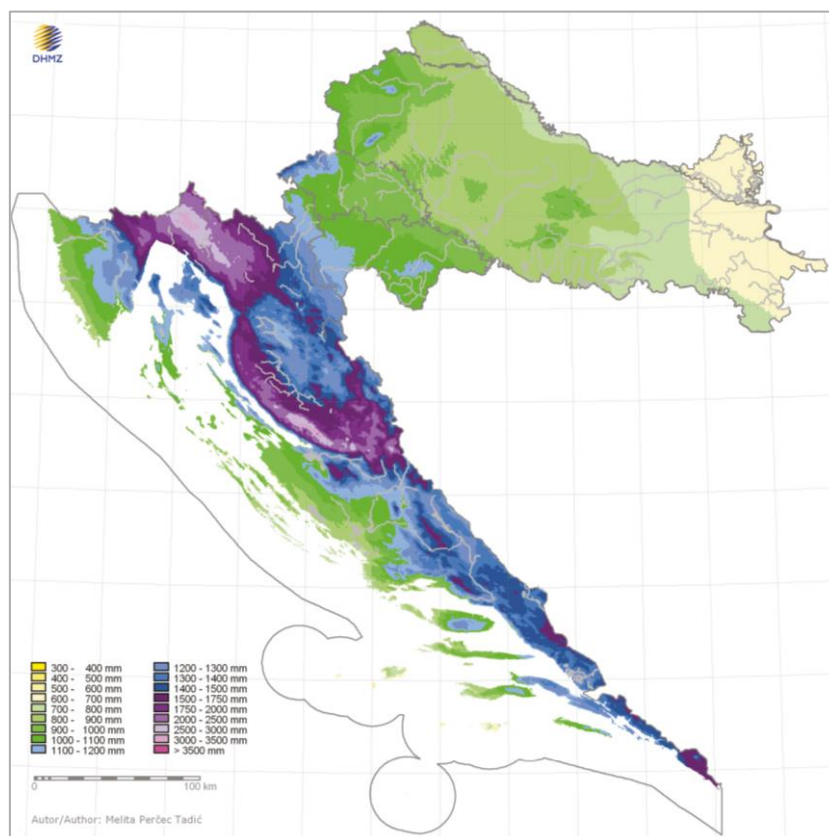 DHMZ
300 - 400 mm
400 - 500 mm
500 - 600 mm
600 - 700 mm
700 - 800 mm
800 - 900 mm
900 - 1000 mm
1000 - 1100 mm
1100 - 1200 mm
1200 - 1300 mm
1300 - 1400 mm
1400 - 1500 mm
1500 - 1750 mm
1750 - 2000 mm
2000 - 2500 mm
2500 - 3000 mm
3000 - 3500 mm
> 3500 mm
0 100 km
Autor/Author: Melita Perčec Tadić